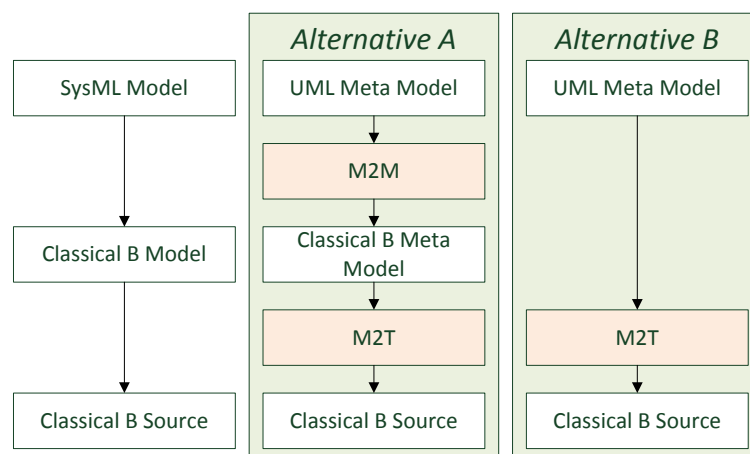 Alternative A
Alternative B
SysML Model
UML Meta Model
UML Meta Model
M2M
Classical B Model
Classical B Meta
Model
M2T
M2T
Classical B Source
Classical B Source
Classical B Source